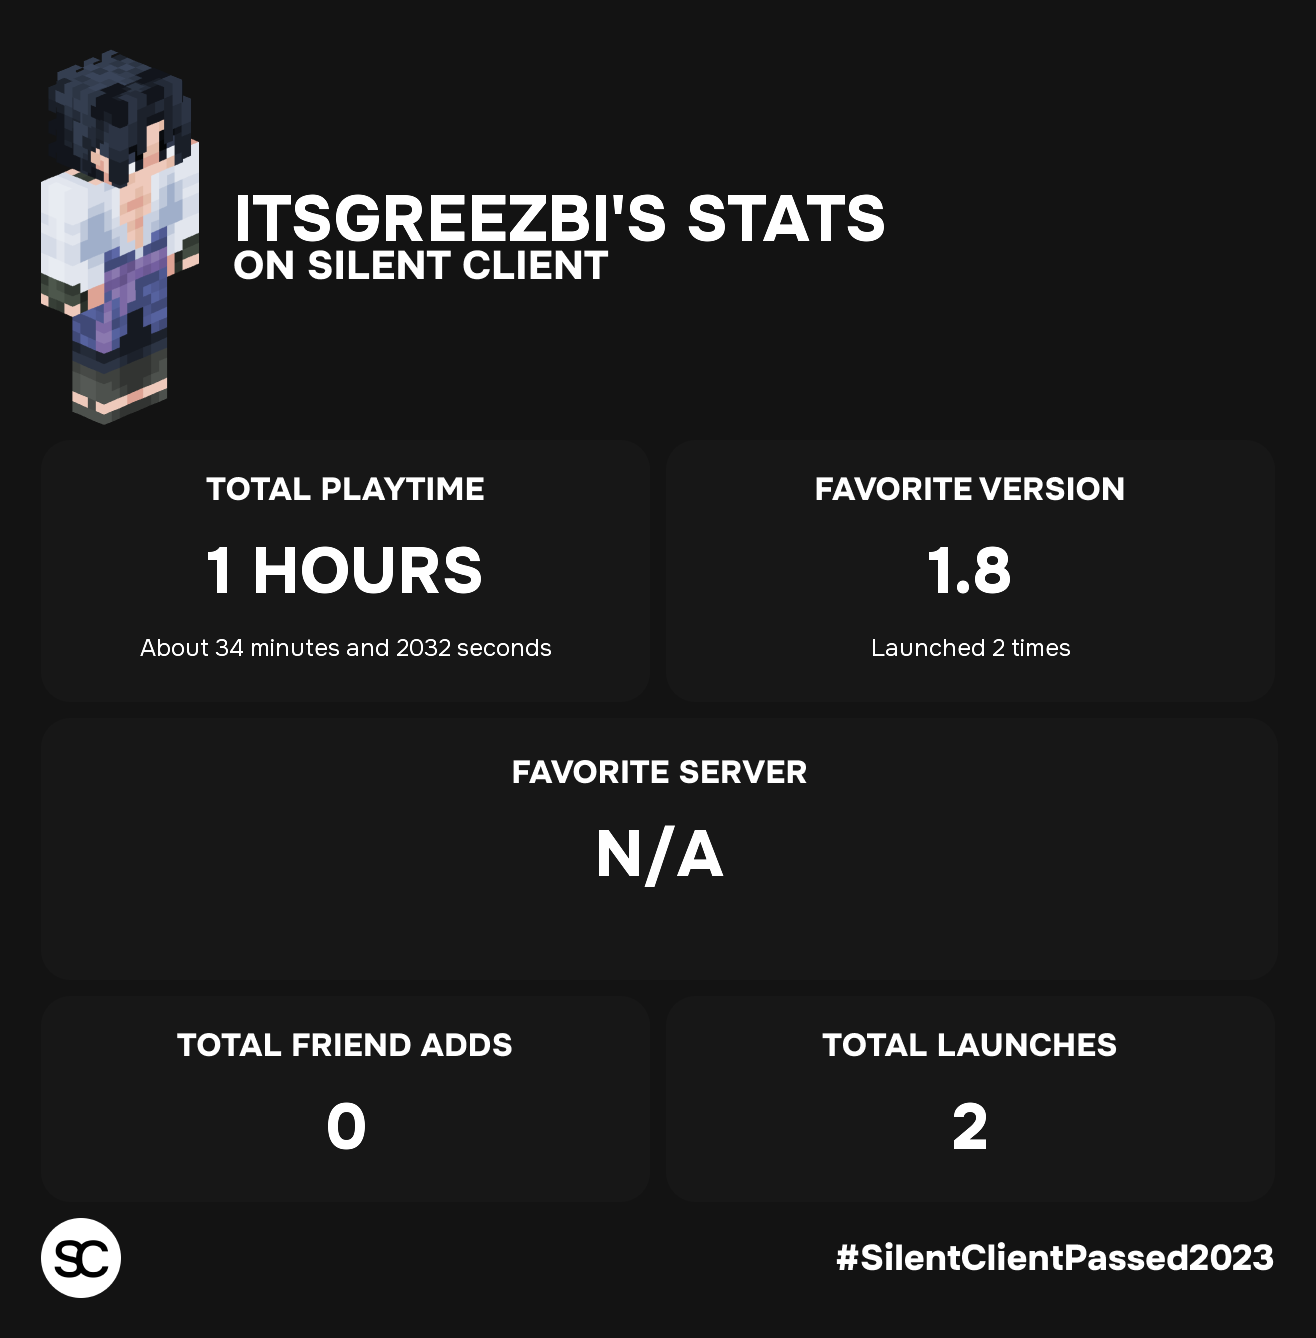 ITSGREEZBI'S STATS
ON SILENT CLIENT
TOTAL PLAYTIME
1 HOURS
About 34 minutes and 2032 seconds
FAVORITE VERSION
1.8
Launched 2 times
FAVORITE SERVER
N/A
TOTAL FRIEND ADDS
0
TOTAL LAUNCHES
2
SC
#SilentClientPassed2023